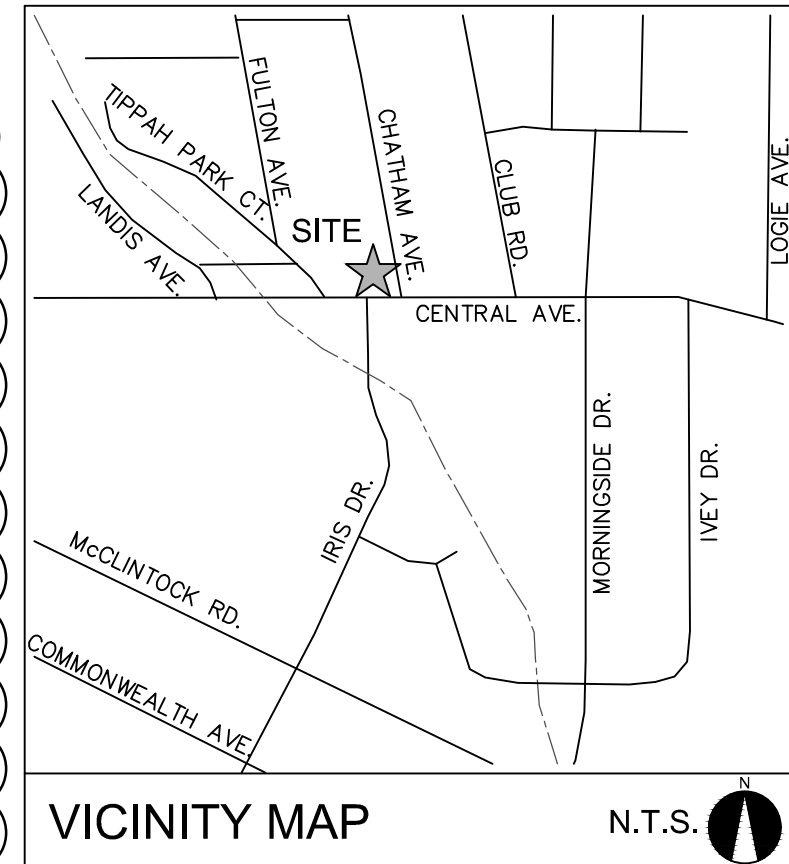 TIPPAH PARK CT.
FULTON AVE.
CHATHAM AVE.
CLUB RD.
LOGIE AVE.
LANDIS AVE.
SITE
CENTRAL AVE.
IRIS DR.
MORNINGSIDE DR.
IVEY DR.
McCLINTOCK RD.
COMMONWEALTH AVE.
VICINITY MAP
N.T.S.
N